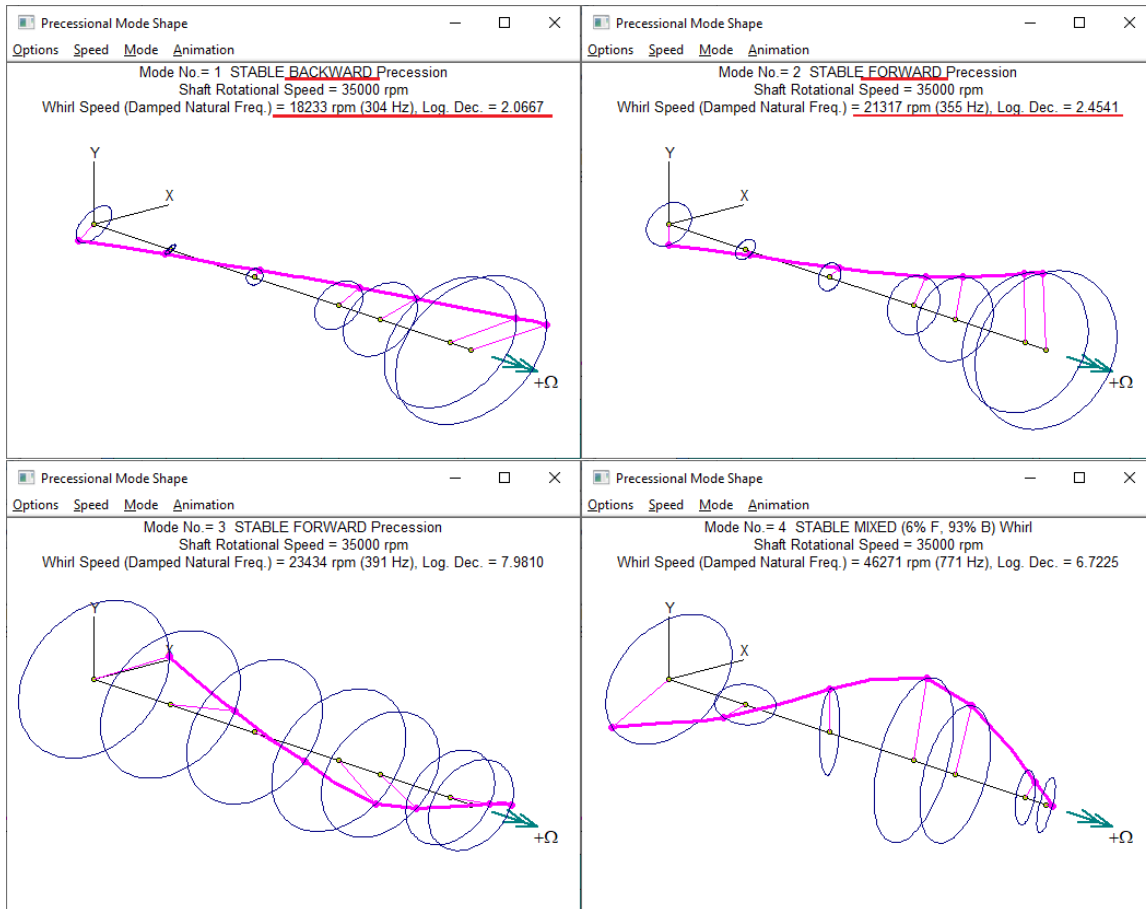 Precessional Mode Shape
Options Speed Mode Animation
Mode No.= 1 STABLE BACKWARD Precession
Shaft Rotational Speed = 35000 rpm
Whirl Speed (Damped Natural Freq.) = 18233 rpm (304 Hz), Log. Dec. = 2.0667
Y
X
+Ω
Precessional Mode Shape
Options Speed Mode Animation
Mode No.= 2 STABLE FORWARD Precession
Shaft Rotational Speed = 35000 rpm
Whirl Speed (Damped Natural Freq.) = 21317 rpm (355 Hz), Log. Dec. = 2.4541
Y
X
+Ω
Precessional Mode Shape
Options Speed Mode Animation
Mode No.= 3 STABLE FORWARD Precession
Shaft Rotational Speed = 35000 rpm
Whirl Speed (Damped Natural Freq.) = 23434 rpm (391 Hz), Log. Dec. = 7.9810
Y
X
+Ω
Precessional Mode Shape
Options Speed Mode Animation
Mode No.= 4 STABLE MIXED (6% F, 93% B) Whirl
Shaft Rotational Speed = 35000 rpm
Whirl Speed (Damped Natural Freq.) = 46271 rpm (771 Hz), Log. Dec. = 6.7225
Y
X
+Ω